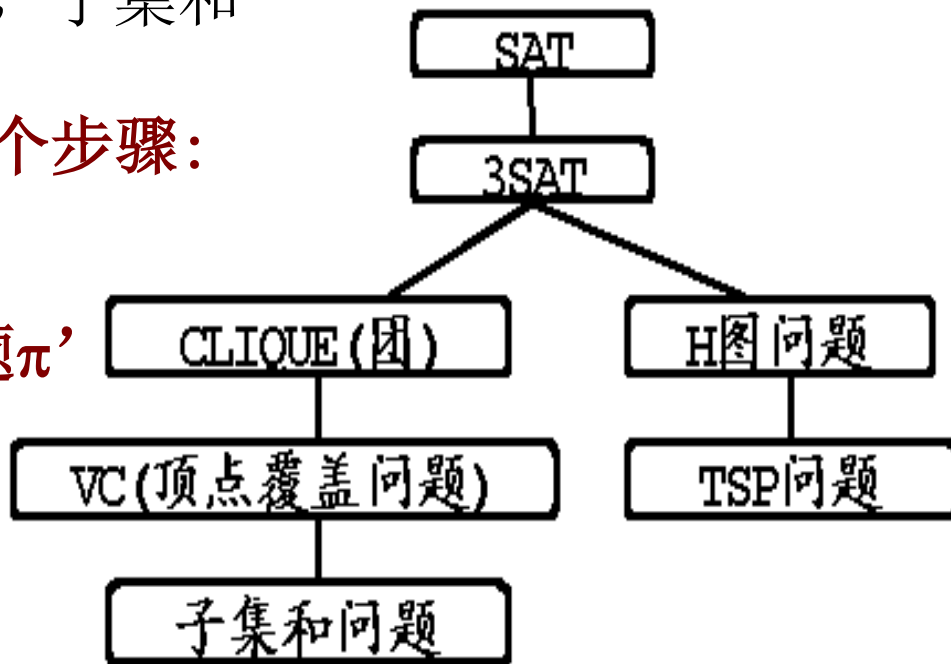 ，子集和
SAT
个步骤：
3SAT
题π’
CLIQUE(团)
H图问题
VC(顶点覆盖问题)
TSP问题
子集和问题